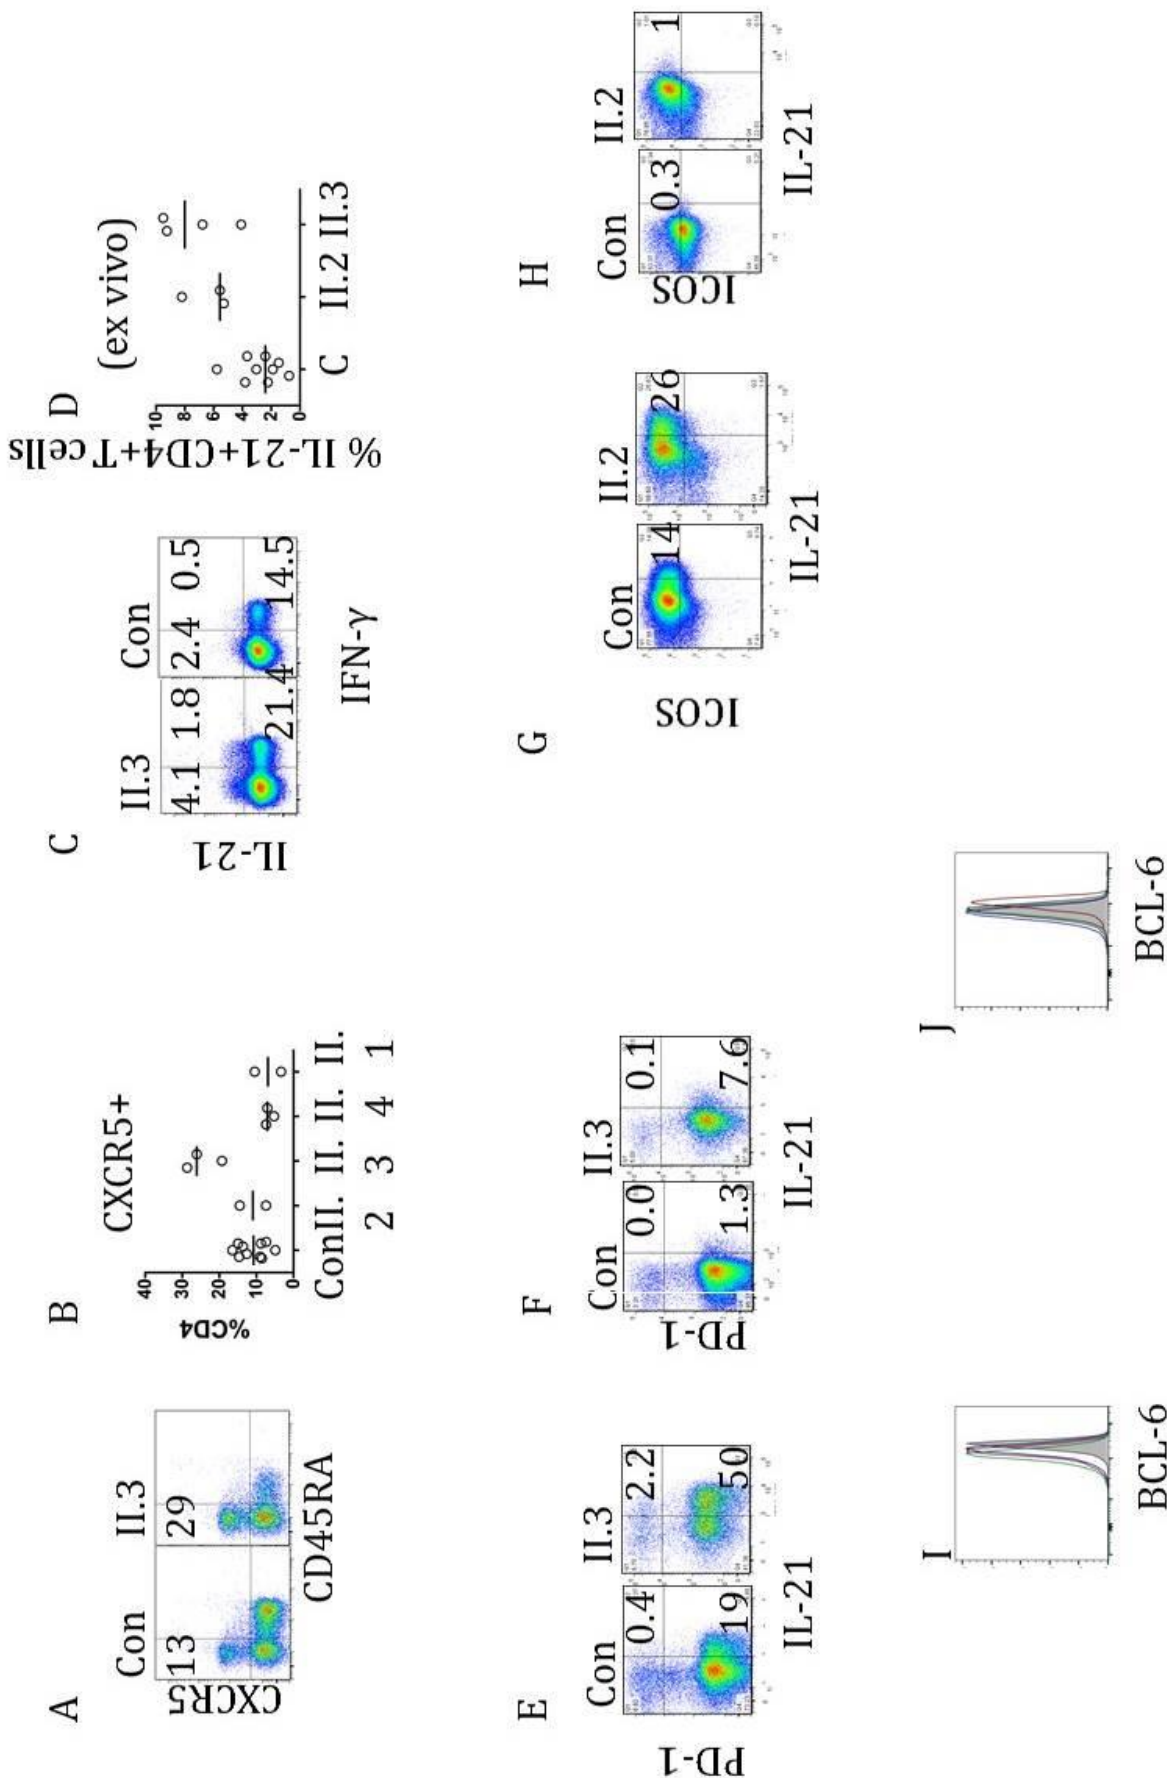 A
Con
II.3
13
29
CXCR5
CD45RA
B
CXCR5+
%CD4
40
30
20
10
0
Con
II.
II.
II.
II.
2
3
4
1
C
II.3
Con
4.1
1.8
2.4
0.5
21.4
14.5
IL-21
IFN-γ
D
(ex vivo)
% IL-21+CD4+T cells
10
8
6
4
2
0
C
II.2
II.3
E
Con
II.3
0.4
2.2
19
50
PD-1
IL-21
F
Con
II.3
0.0
0.1
1.3
7.6
PD-1
IL-21
G
Con
II.2
14
26
ICOS
IL-21
H
Con
II.2
0.3
1
ICOS
IL-21
I
BCL-6
J
BCL-6